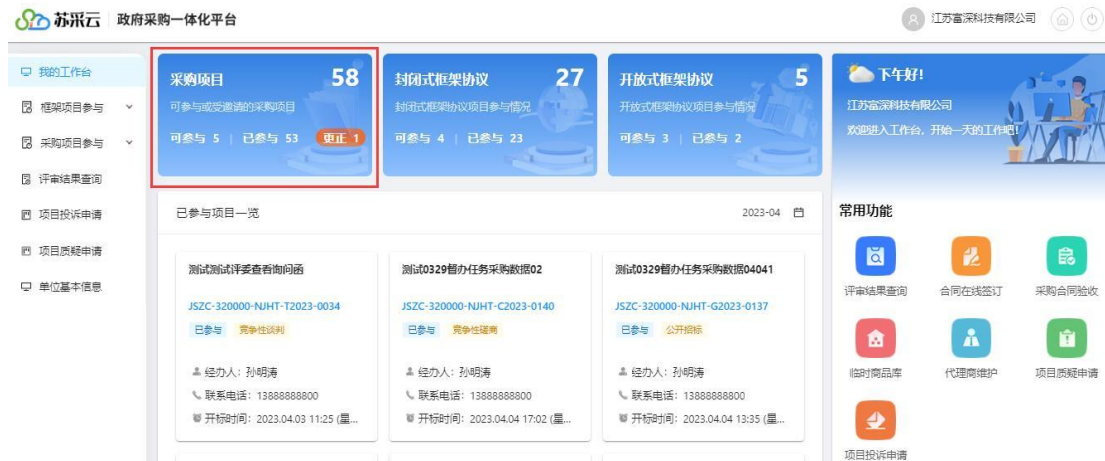 苏采云 政府采购一体化平台
江苏富深科技有限公司
我的工作台
框架项目参与
采购项目参与
评审结果查询
项目投诉申请
项目质疑申请
单位基本信息
采购项目 58
可参与或受邀请的采购项目
可参与 5 | 已参与 53 更正 1
封闭式框架协议 27
封闭式框架协议项目参与情况
可参与 4 | 已参与 23
开放式框架协议 5
开放式框架协议项目参与情况
可参与 3 | 已参与 2
下午好!
江苏富深科技有限公司
欢迎进入工作台，开始一天的工作吧!
已参与项目一览 2023-04
测试测试评委查看询问函
JSZC-320000-NJHT-T2023-0034
已参与 竞争性谈判
经办人：孙明涛
联系电话：13888888800
开标时间：2023.04.03 11:25 (星...
测试0329暂办任务采购数据02
JSZC-320000-NJHT-C2023-0140
已参与 竞争性磋商
经办人：孙明涛
联系电话：13888888800
开标时间：2023.04.04 17:02 (星...
测试0329暂办任务采购数据04041
JSZC-320000-NJHT-G2023-0137
已参与 公开招标
经办人：孙明涛
联系电话：13888888800
开标时间：2023.04.04 13:35 (星...
常用功能
评审结果查询
合同在线签订
采购合同验收
临时商品库
代理商维护
项目质疑申请
项目投诉申请